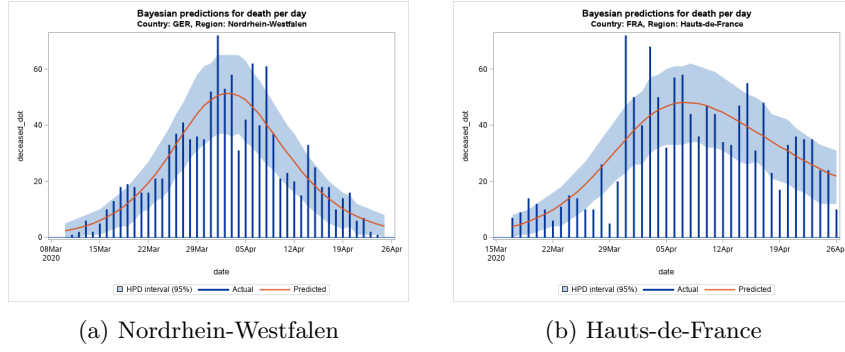 Bayesian predictions for death per day
Country: GER, Region: Nordrhein-Westfalen
60
40
20
0
deceased_dbt
08Mar 2020
15Mar
22Mar
29Mar
05Apr
12Apr
19Apr
26Apr
date
HPD interval (95%) Actual Predicted
(a) Nordrhein-Westfalen
Bayesian predictions for death per day
Country: FRA, Region: Hauts-de-France
60
40
20
0
deceased_dbt
15Mar 2020
22Mar
29Mar
05Apr
12Apr
19Apr
26Apr
date
HPD interval (95%) Actual Predicted
(b) Hauts-de-France